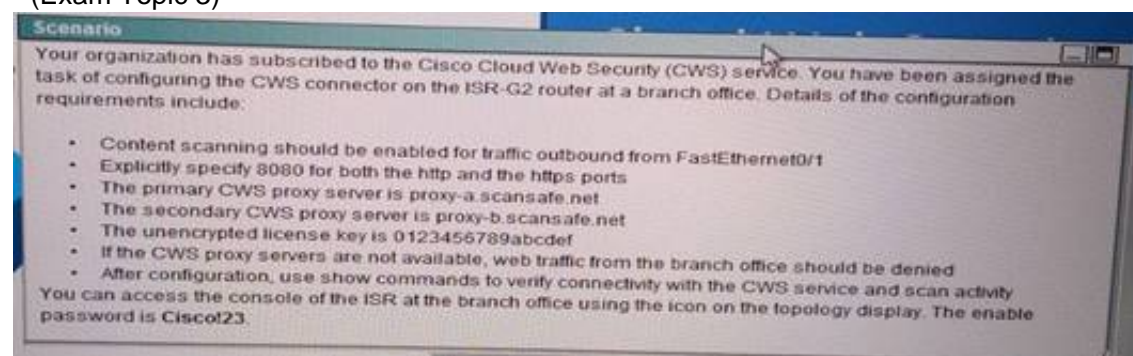 (Exam Topic 3)
Scenario
Your organization has subscribed to the Cisco Cloud Web Security (CWS) service. You have been assigned the
task of configuring the CWS connector on the ISR-G2 router at a branch office. Details of the configuration
requirements include:
• Content scanning should be enabled for traffic outbound from FastEthernet0/1
• Explicitly specify 8080 for both the http and the https ports
• The primary CWS proxy server is proxy-a.scansafe.net
• The secondary CWS proxy server is proxy-b.scansafe.net
• The unencrypted license key is 0123456789abcdef
• If the CWS proxy servers are not available, web traffic from the branch office should be denied
• After configuration, use show commands to verify connectivity with the CWS service and scan activity
You can access the console of the ISR at the branch office using the icon on the topology display. The enable
password is Cisco!23.